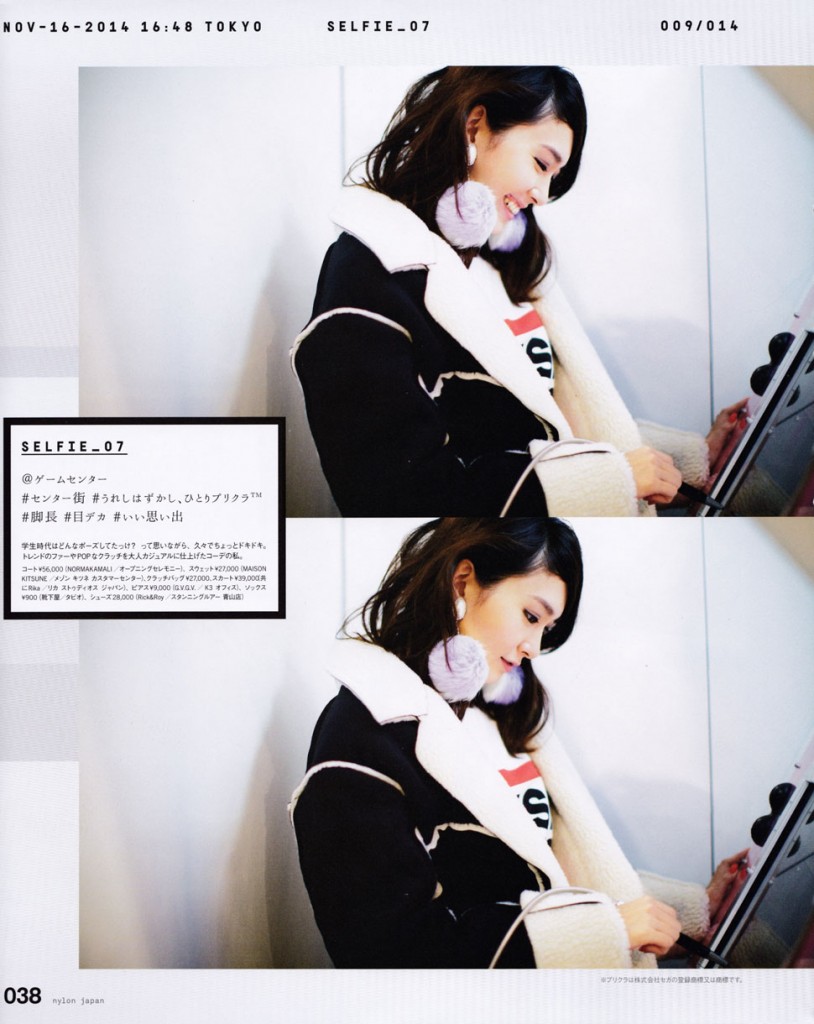 NOV-16-2014 16:48 TOKYO
SELFIE_07
009/014
SELFIE_07
@ゲームセンター
#センター街 #うれしはずかし、ひとりプリクラ™
#脚長 #目デカ #いい思い出
学生時代はどんなポーズしてたっけ？ って思いながら、久々でちょっとドキドキ。
トレンドのファーやPOPなクラッチを大人カジュアルに仕上げたコーデの私。
コート¥56,000 (NORMAKAMALI／オープニングセレモニー)、スウェット¥27,000 (MAISON
KITSUNE／メゾン キツネ カスタマーセンター)、クラッチバッグ¥27,000、スカート¥39,000(共
にRika／リカ ストゥディオス ジャパン)、ピアス¥9,000 (G.V.G.V.／K3 オフィス)、ソックス
¥900 (靴下屋／タビオ)、シューズ28,000 (Rick&Roy／スタンニングルアー 青山店)
※プリクラは株式会社セガの登録商標又は商標です。
038 nylon japan